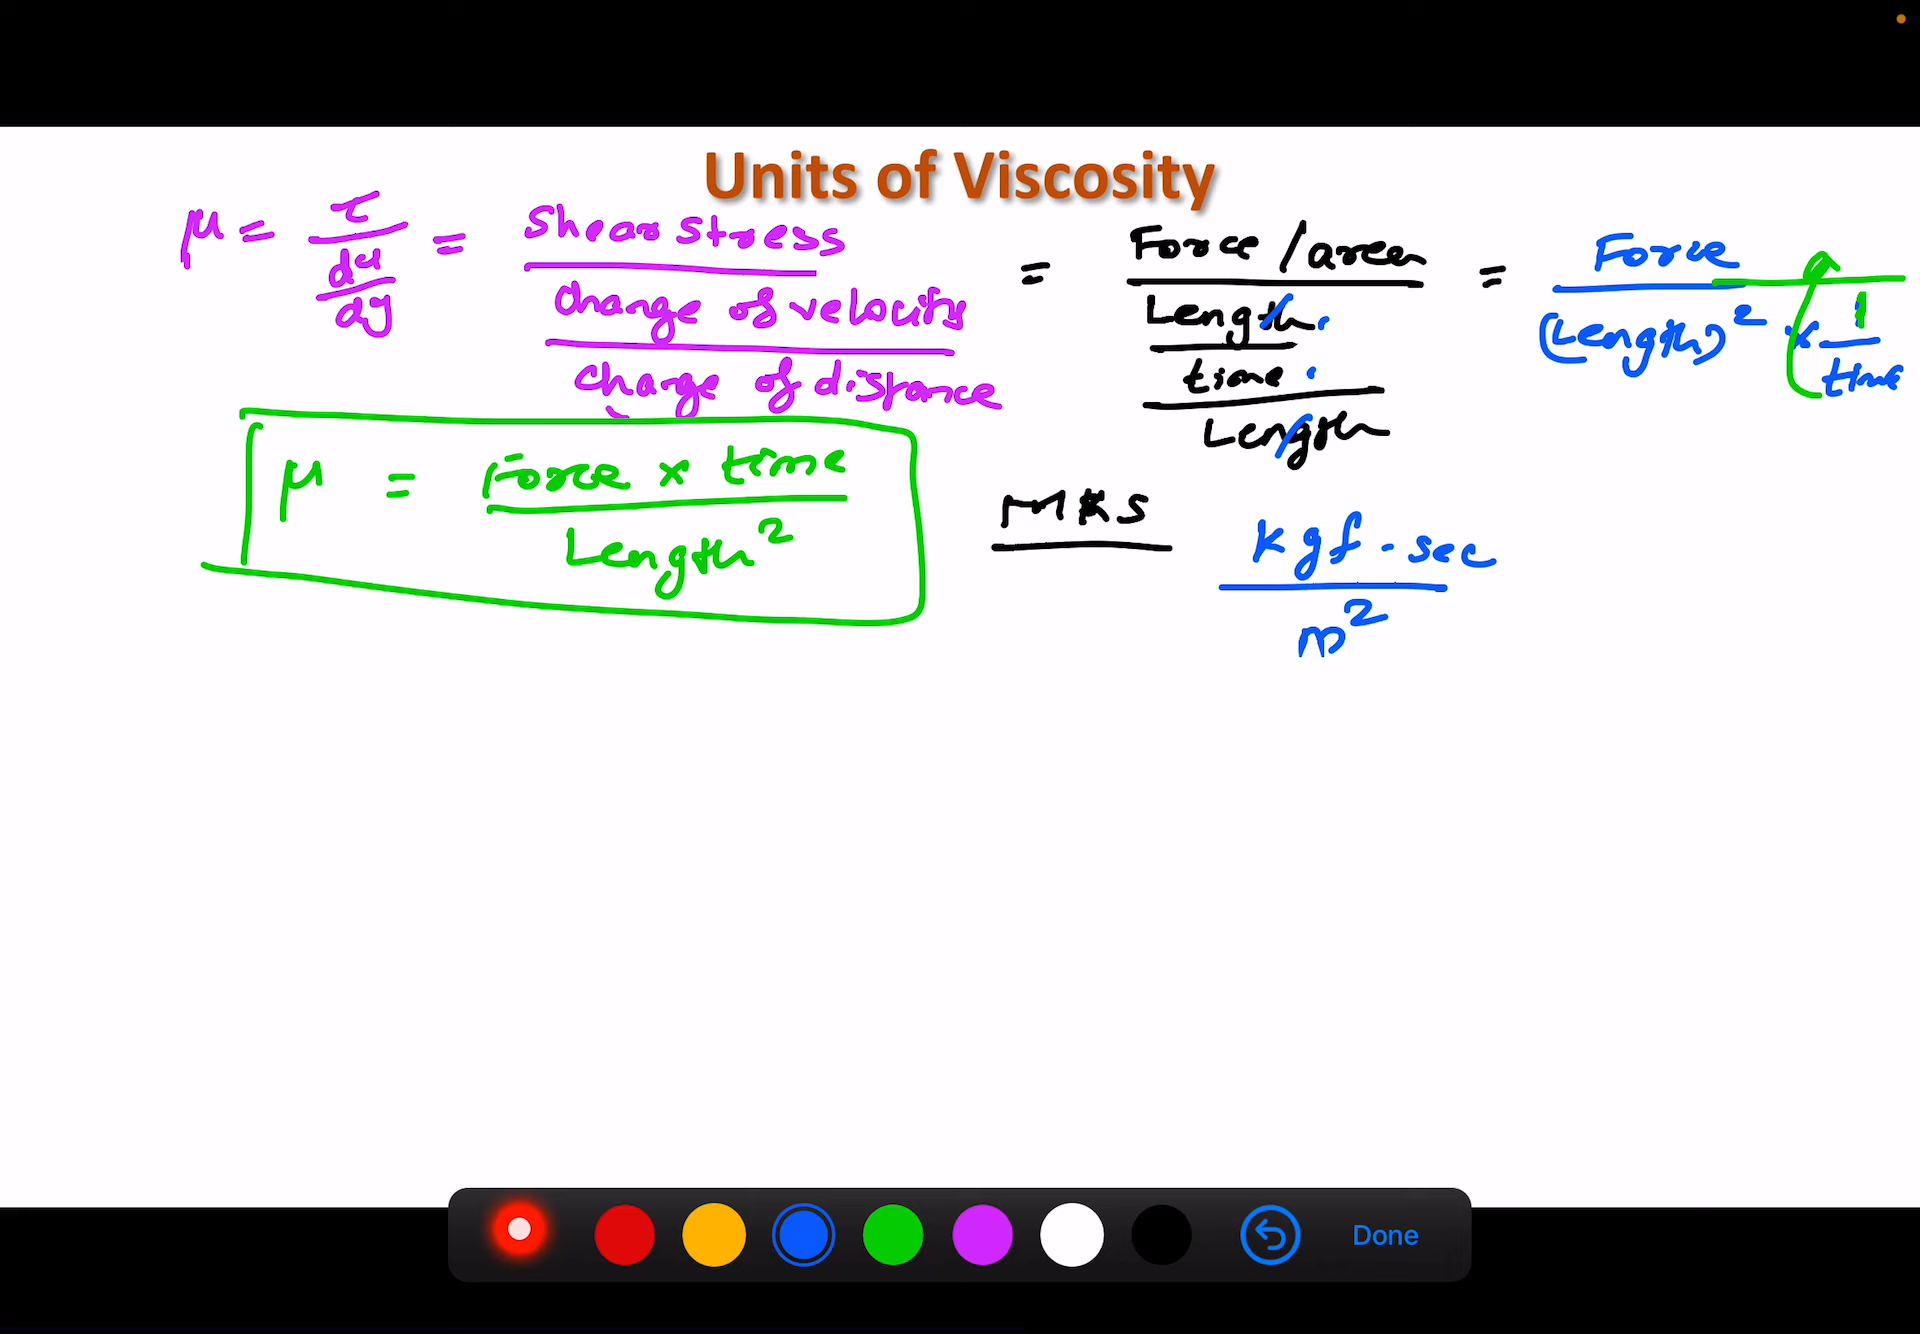 Units of Viscosity
μ = τ / du/dy = Shear stress / change of velocity / change of distance = Force/area / Length / time / Length = Force / (Length)² × 1/time
μ = Force × time / Length²
MKS kgf-sec / m²
Done